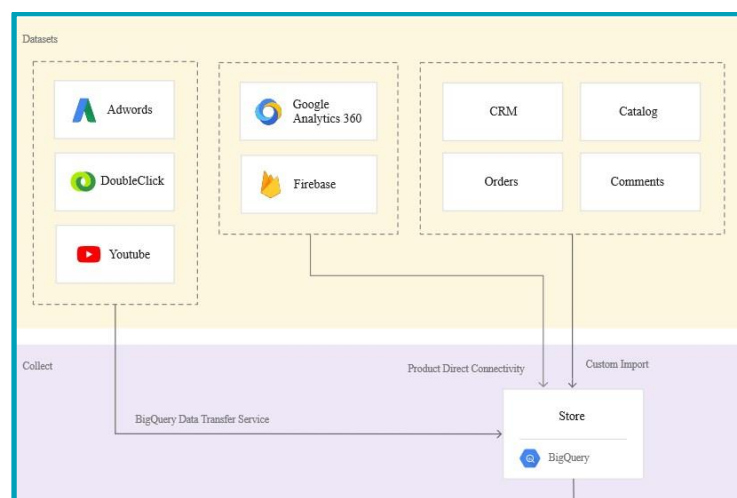 Datasets
Adwords
DoubleClick
Youtube
Google
Analytics 360
Firebase
CRM
Catalog
Orders
Comments
Collect
Product Direct Connectivity
Custom Import
BigQuery Data Transfer Service
Store
BigQuery